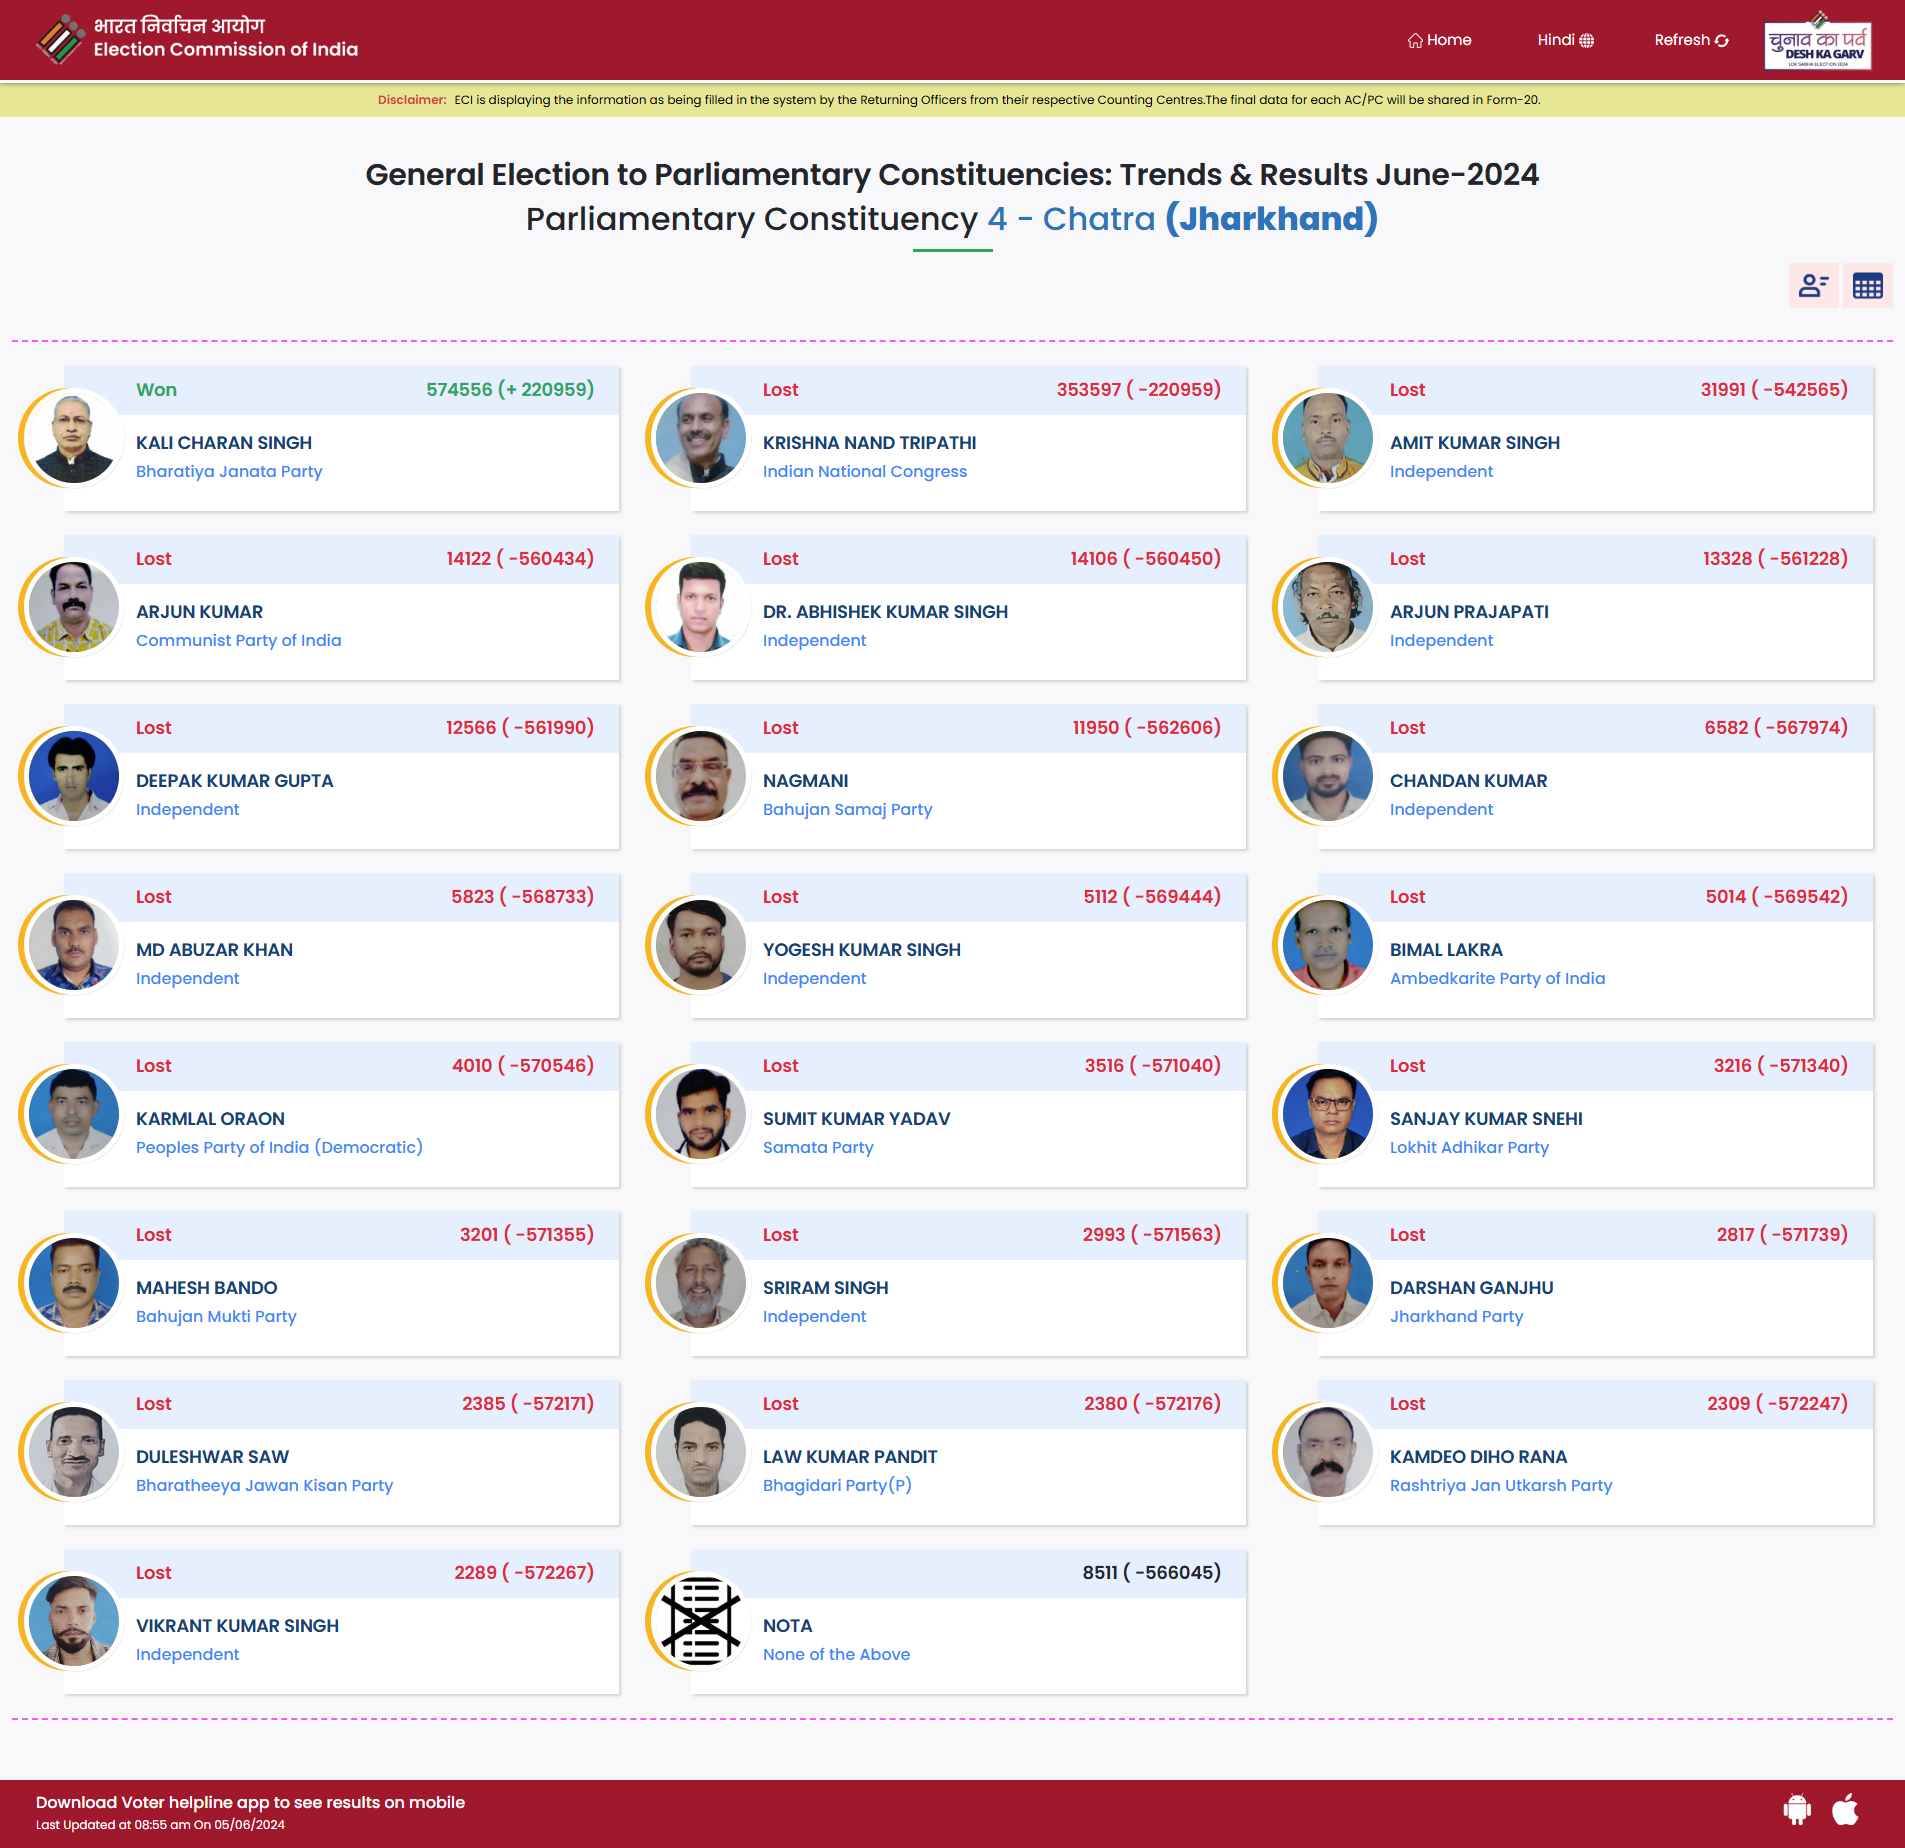 भारत निर्वाचन आयोग
Election Commission of India
Home
Hindi
Refresh
चुनाव का पर्व
DESH KA GARV
LOK SABHA ELECTION 2024
Disclaimer: ECI is displaying the information as being filled in the system by the Returning Officers from their respective Counting Centres.The final data for each AC/PC will be shared in Form-20.
General Election to Parliamentary Constituencies: Trends & Results June-2024
Parliamentary Constituency 4 - Chatra (Jharkhand)
Won 574556 (+ 220959)
KALI CHARAN SINGH
Bharatiya Janata Party
Lost 353597 ( -220959)
KRISHNA NAND TRIPATHI
Indian National Congress
Lost 31991 ( -542565)
AMIT KUMAR SINGH
Independent
Lost 14122 ( -560434)
ARJUN KUMAR
Communist Party of India
Lost 14106 ( -560450)
DR. ABHISHEK KUMAR SINGH
Independent
Lost 13328 ( -561228)
ARJUN PRAJAPATI
Independent
Lost 12566 ( -561990)
DEEPAK KUMAR GUPTA
Independent
Lost 11950 ( -562606)
NAGMANI
Bahujan Samaj Party
Lost 6582 ( -567974)
CHANDAN KUMAR
Independent
Lost 5823 ( -568733)
MD ABUZAR KHAN
Independent
Lost 5112 ( -569444)
YOGESH KUMAR SINGH
Independent
Lost 5014 ( -569542)
BIMAL LAKRA
Ambedkarite Party of India
Lost 4010 ( -570546)
KARMLAL ORAON
Peoples Party of India (Democratic)
Lost 3516 ( -571040)
SUMIT KUMAR YADAV
Samata Party
Lost 3216 ( -571340)
SANJAY KUMAR SNEHI
Lokhit Adhikar Party
Lost 3201 ( -571355)
MAHESH BANDO
Bahujan Mukti Party
Lost 2993 ( -571563)
SRIRAM SINGH
Independent
Lost 2817 ( -571739)
DARSHAN GANJHU
Jharkhand Party
Lost 2385 ( -572171)
DULESHWAR SAW
Bharatheeya Jawan Kisan Party
Lost 2380 ( -572176)
LAW KUMAR PANDIT
Bhagidari Party(P)
Lost 2309 ( -572247)
KAMDEO DIHO RANA
Rashtriya Jan Utkarsh Party
Lost 2289 ( -572267)
VIKRANT KUMAR SINGH
Independent
8511 ( -566045)
NOTA
None of the Above
Download Voter helpline app to see results on mobile
Last Updated at 08:55 am On 05/06/2024